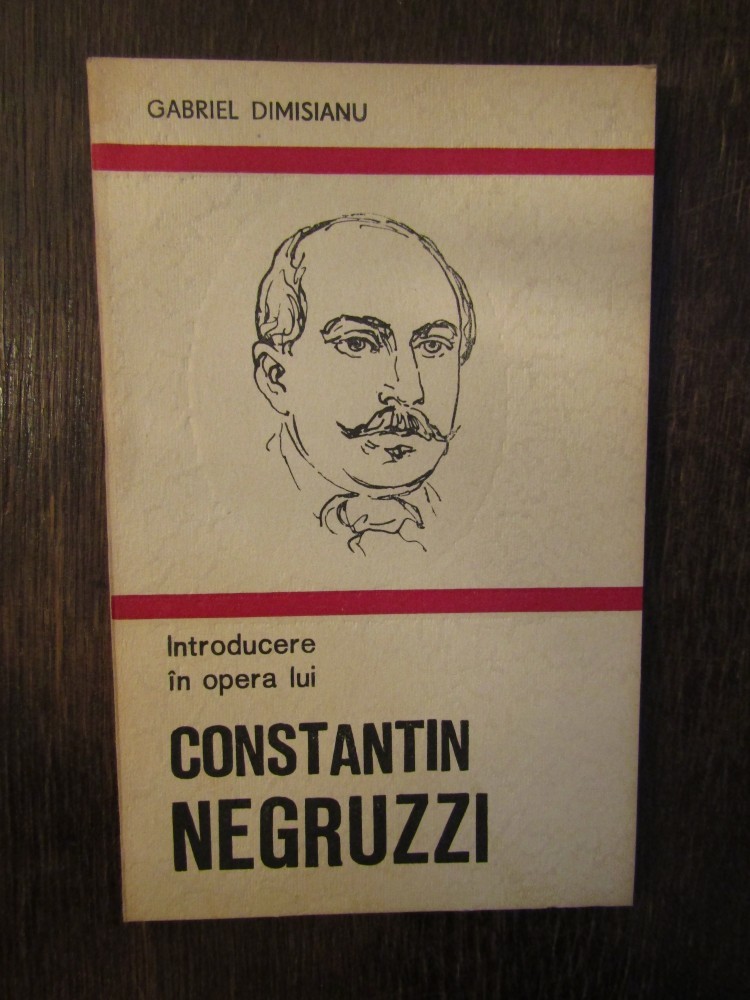 GABRIEL DIMISIANU
Introducere
în opera lui
CONSTANTIN
NEGRUZZI